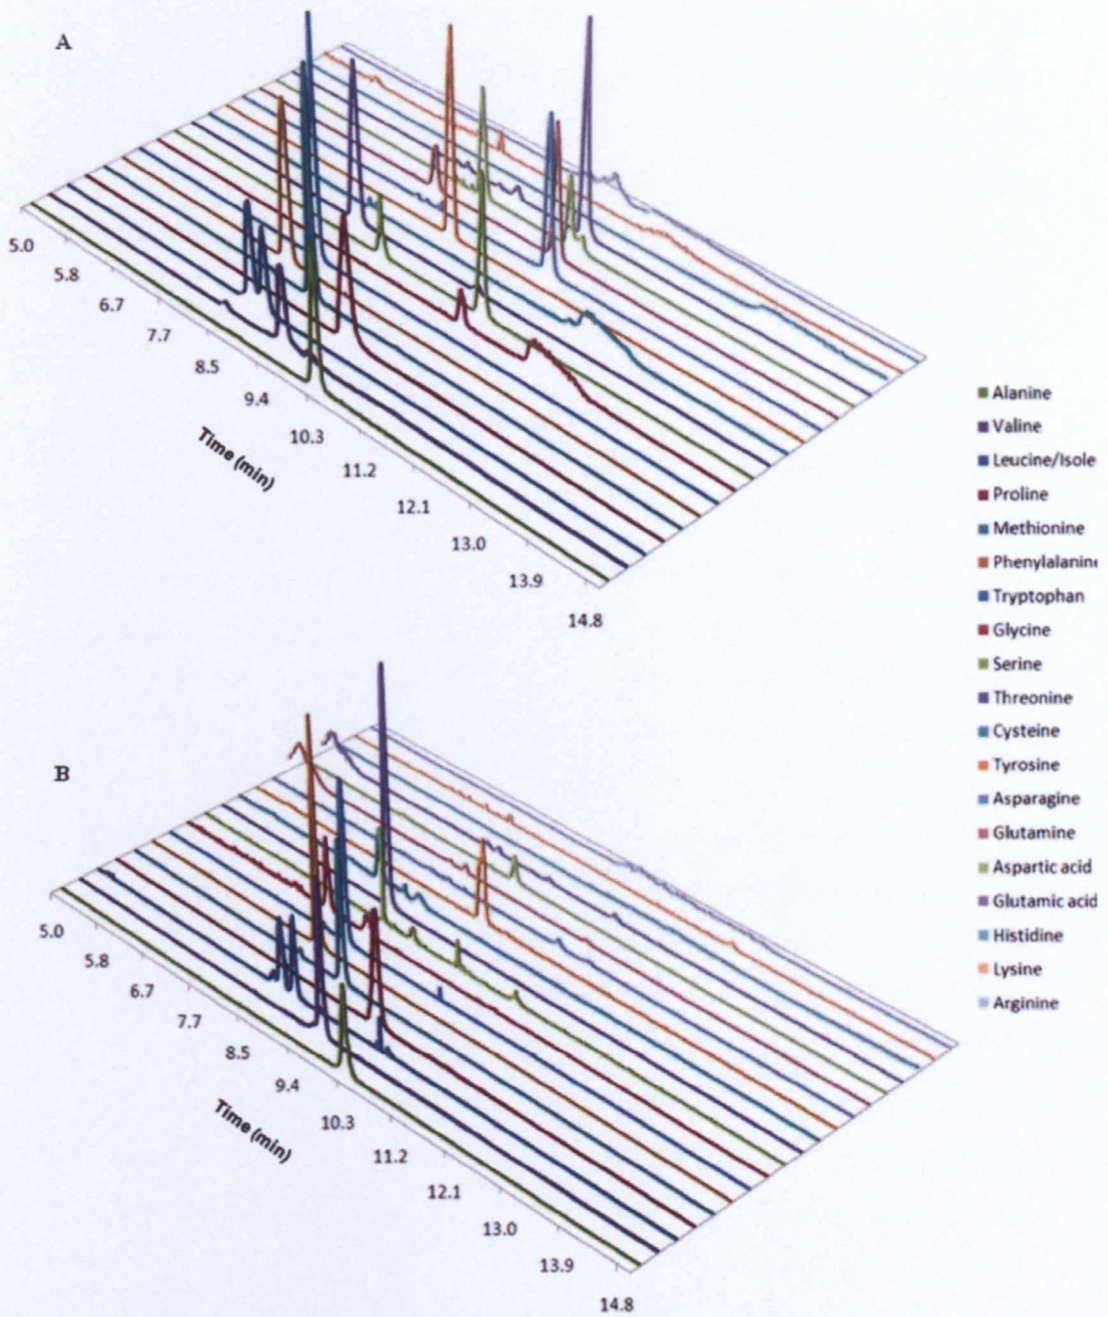 A
5.0
5.8
6.7
7.7
8.5
9.4
10.3
11.2
12.1
13.0
13.9
14.8
Time (min)
Alanine
Valine
Leucine/Isole
Proline
Methionine
Phenylalanine
Tryptophan
Glycine
Serine
Threonine
Cysteine
Tyrosine
Asparagine
Glutamine
Aspartic acid
Glutamic acid
Histidine
Lysine
Arginine
B
5.0
5.8
6.7
7.7
8.5
9.4
10.3
11.2
12.1
13.0
13.9
14.8
Time (min)